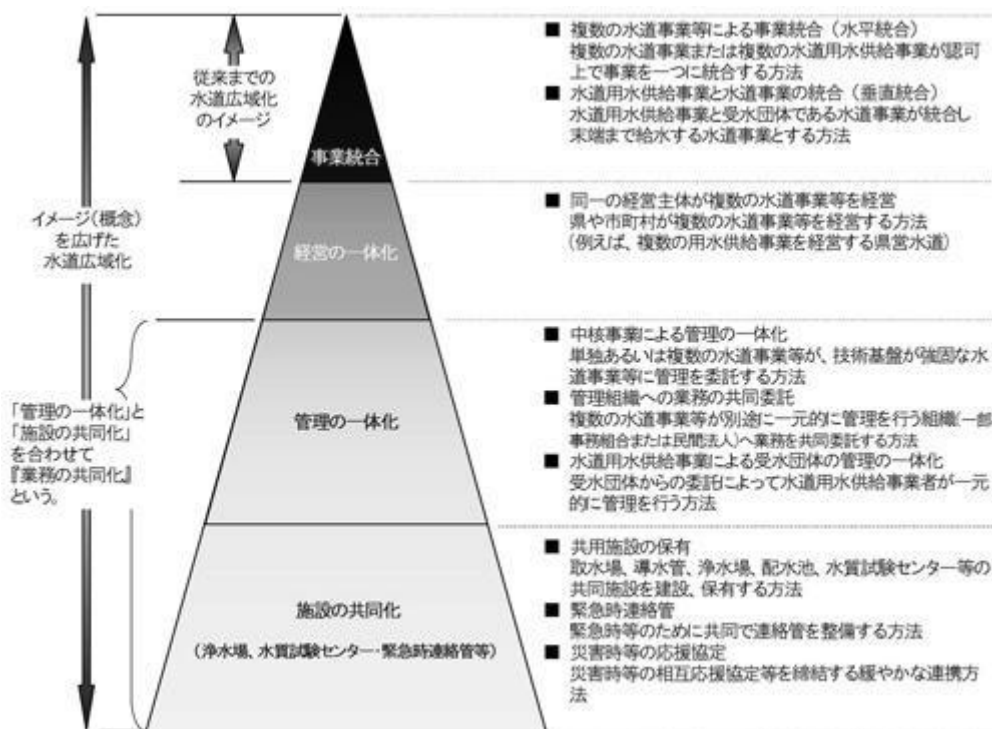 従来までの
水道広域化
のイメージ
イメージ(概念)
を広げた
水道広域化
「管理の一体化」と
「施設の共同化」
を合わせて
『業務の共同化』
という。
事業統合
経営の一体化
管理の一体化
施設の共同化
(浄水場、水質試験センター・緊急時連絡管等)
■ 複数の水道事業等による事業統合(水平統合)
複数の水道事業または複数の水道用水供給事業が認可
上で事業を一つに統合する方法
■ 水道用水供給事業と水道事業の統合(垂直統合)
水道用水供給事業と受水団体である水道事業が統合し
末端まで給水する水道事業とする方法
■ 同一の経営主体が複数の水道事業等を経営
県や市町村が複数の水道事業等を経営する方法
(例えば、複数の用水供給事業を経営する県営水道)
■ 中核事業による管理の一体化
単独あるいは複数の水道事業等が、技術基盤が強固な水
道事業等に管理を委託する方法
■ 管理組織への業務の共同委託
複数の水道事業等が別途に一元的に管理を行う組織(一部
事務組合または民間法人)へ業務を共同委託する方法
■ 水道用水供給事業による受水団体の管理の一体化
受水団体からの委託によって水道用水供給事業者が一元
的に管理を行う方法
■ 共用施設の保有
取水場、導水管、浄水場、配水池、水質試験センター等の
共同施設を建設、保有する方法
■ 緊急時連絡管
緊急時等のために共同で連絡管を整備する方法
■ 災害時等の応援協定
災害時等の相互応援協定等を締結する緩やかな連携方
法